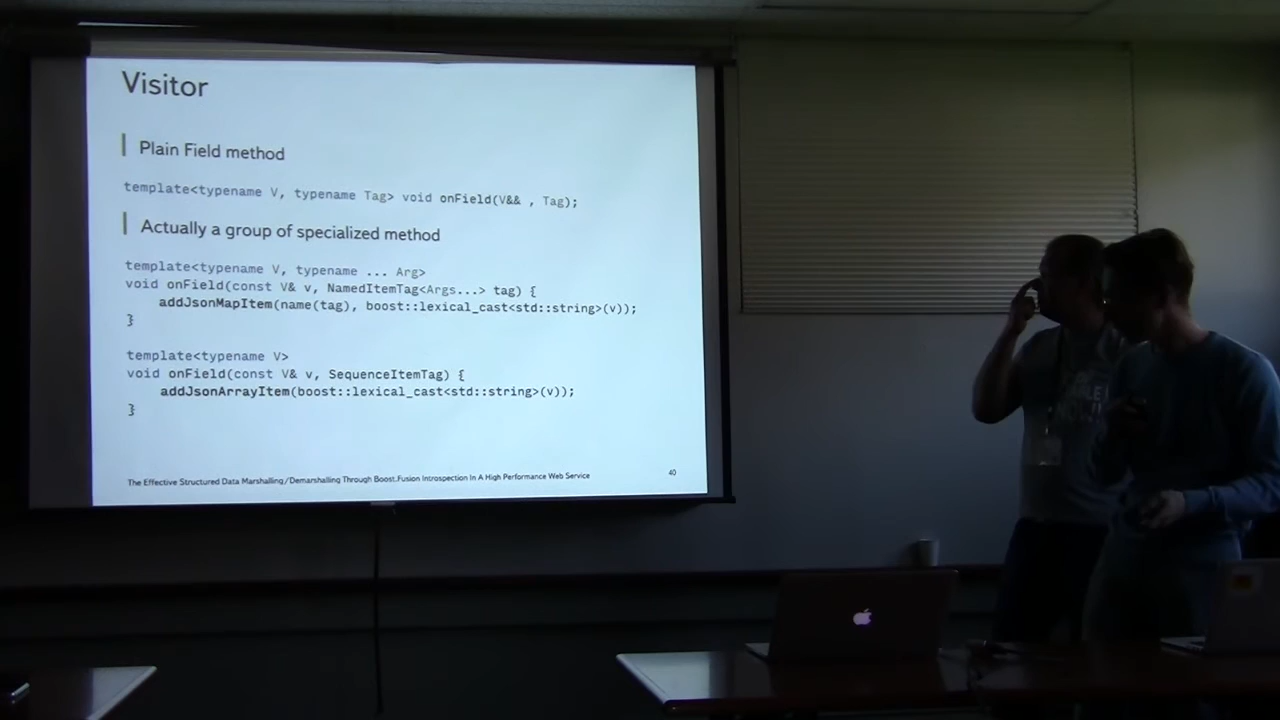 Visitor
Plain Field method
template<typename V, typename Tag> void onField(V&& , Tag);
Actually a group of specialized method
template<typename V, typename ... Arg>
void onField(const V& v, NamedItemTag<Args...> tag) {
addJsonMapItem(name(tag), boost::lexical_cast<std::string>(v));
}
template<typename V>
void onField(const V& v, SequenceItemTag) {
addJsonArrayItem(boost::lexical_cast<std::string>(v));
}
The Effective Structured Data Marshalling/Demarshalling Through Boost.Fusion Introspection In A High Performance Web Service
40